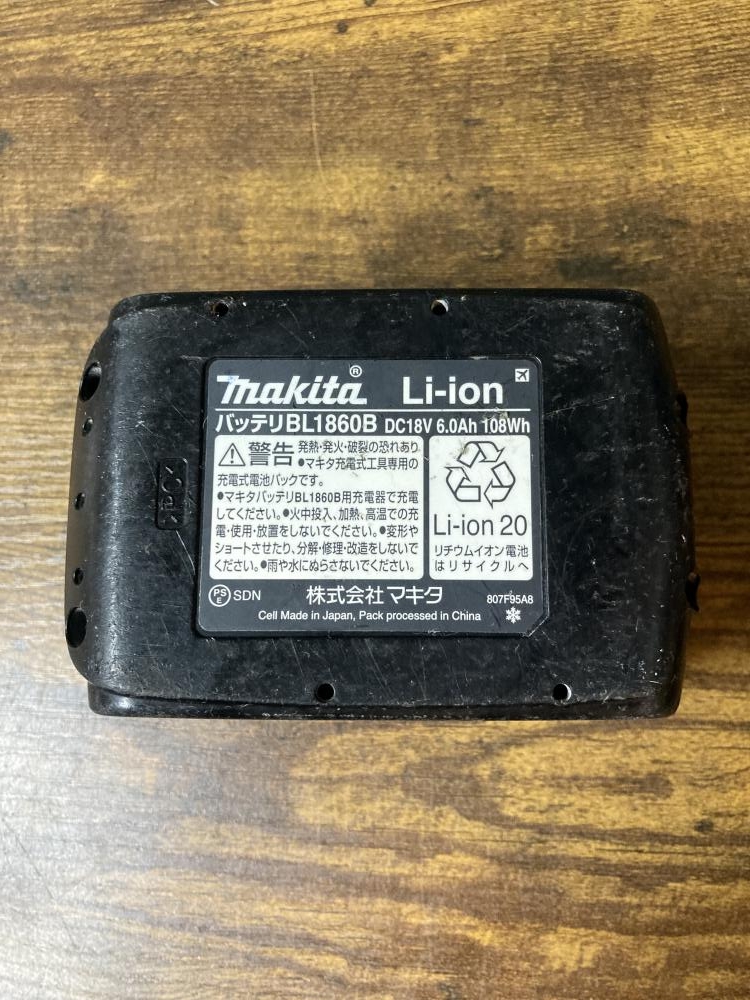 makita® Li-ion
バッテリBL1860B DC18V 6.0Ah 108Wh
警告 発熱・発火・破裂の恐れあり
●マキタ充電式工具専用の
充電式電池パックです。
●マキタバッテリBL1860B用充電器で充電
してください。●火中投入、加熱、高温での充
電・使用・放置をしないでください。●変形や
ショートさせたり、分解・修理・改造をしないで
ください。●雨や水にぬらさないでください。
Li-ion 20
リチウムイオン電池
はリサイクルへ
PSE SDN 株式会社マキタ 807F95A8
Cell Made in Japan, Pack processed in China